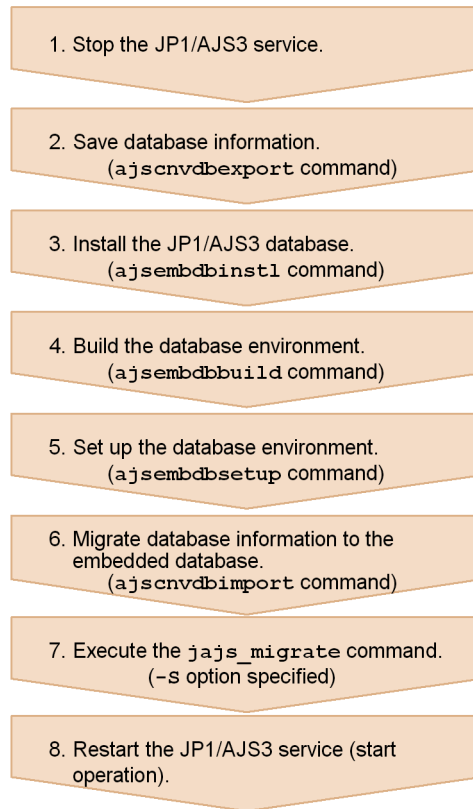 1. Stop the JP1/AJS3 service.
2. Save database information.
(ajscnvdbexport command)
3. Install the JP1/AJS3 database.
(ajsembdbinstl command)
4. Build the database environment.
(ajsembdbbuild command)
5. Set up the database environment.
(ajsembdbsetup command)
6. Migrate database information to the
embedded database.
(ajscnvdbimport command)
7. Execute the jajs_migrate command.
(-S option specified)
8. Restart the JP1/AJS3 service (start
operation).